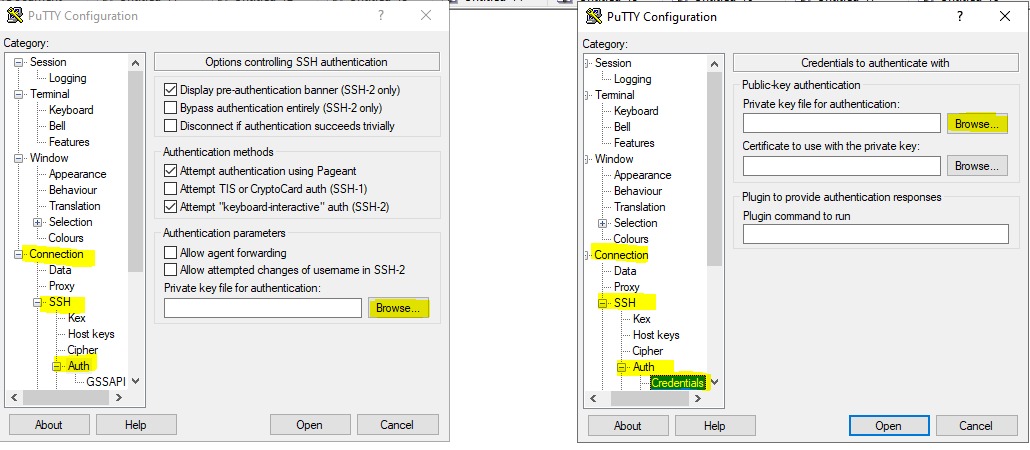 PuTTY Configuration
?
Category:
Session
Logging
Terminal
Keyboard
Bell
Features
Window
Appearance
Behaviour
Translation
Selection
Colours
Connection
Data
Proxy
SSH
Kex
Host keys
Cipher
Auth
GSSAPI
Options controlling SSH authentication
Display pre-authentication banner (SSH-2 only)
Bypass authentication entirely (SSH-2 only)
Disconnect if authentication succeeds trivially
Authentication methods
Attempt authentication using Pageant
Attempt TIS or CryptoCard auth (SSH-1)
Attempt "keyboard-interactive" auth (SSH-2)
Authentication parameters
Allow agent forwarding
Allow attempted changes of username in SSH-2
Private key file for authentication:
Browse...
About
Help
Open
Cancel
PuTTY Configuration
?
Category:
Session
Logging
Terminal
Keyboard
Bell
Features
Window
Appearance
Behaviour
Translation
Selection
Colours
Connection
Data
Proxy
SSH
Kex
Host keys
Cipher
Auth
Credentials
Credentials to authenticate with
Public-key authentication
Private key file for authentication:
Browse...
Certificate to use with the private key:
Browse...
Plugin to provide authentication responses
Plugin command to run
About
Help
Open
Cancel